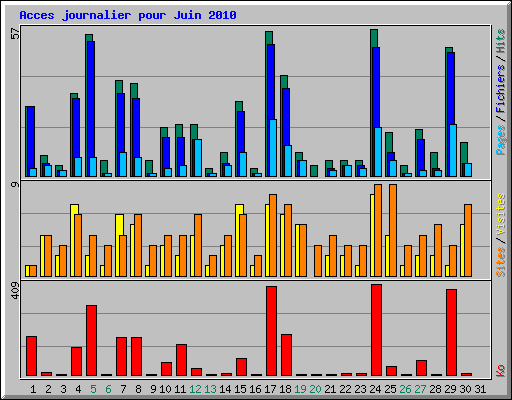 Acces journalier pour Juin 2010
57
Pages / Fichiers / Hits
9
Sites / Visites
409
Ko
1 2 3 4 5 6 7 8 9 10 11 12 13 14 15 16 17 18 19 20 21 22 23 24 25 26 27 28 29 30 31